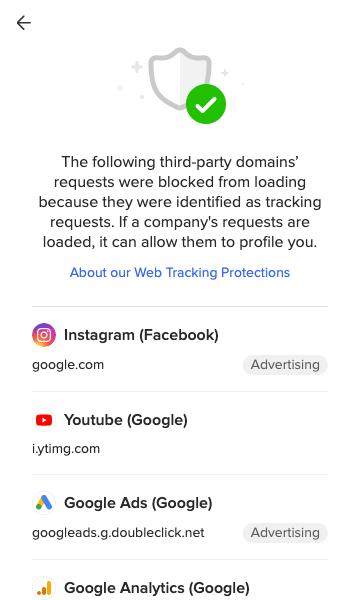 The following third-party domains’
requests were blocked from loading
because they were identified as tracking
requests. If a company's requests are
loaded, it can allow them to profile you.
About our Web Tracking Protections
Instagram (Facebook)
google.com
Advertising
Youtube (Google)
i.ytimg.com
Google Ads (Google)
googleads.g.doubleclick.net
Advertising
Google Analytics (Google)